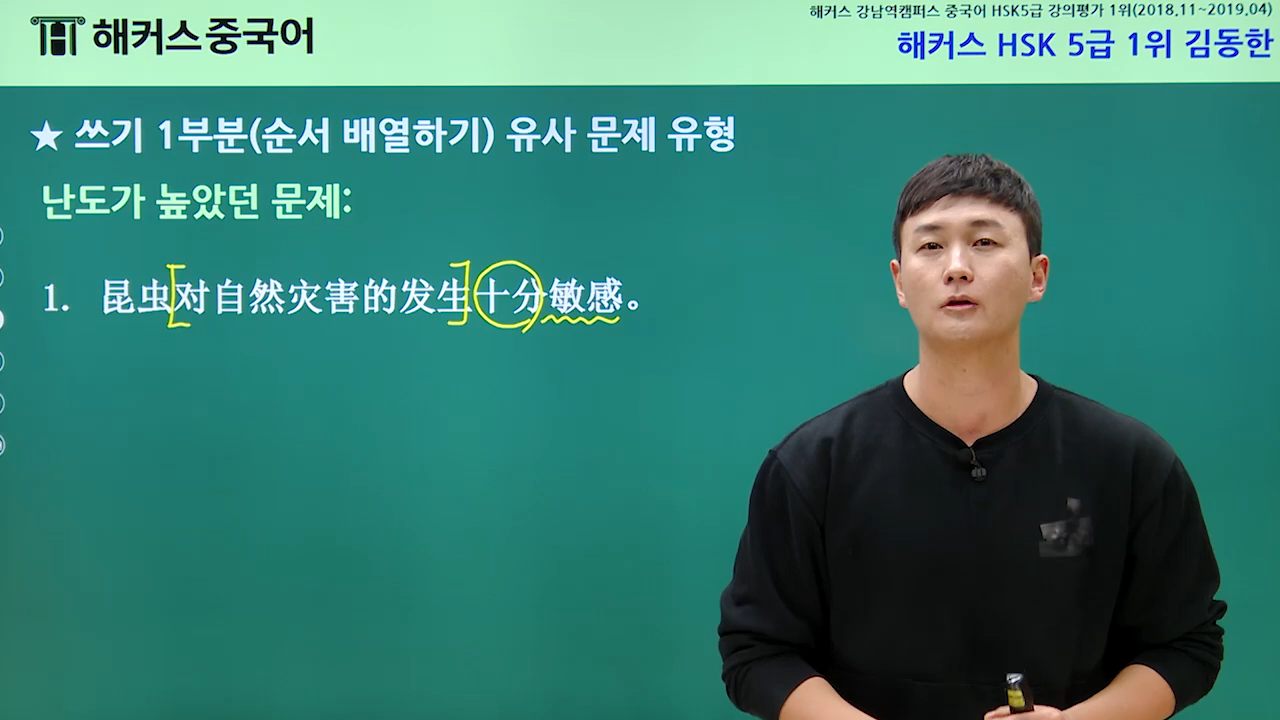 해커스중국어
해커스 강남역캠퍼스 중국어 HSK5급 강의평가 1위(2018.11~2019.04)
해커스 HSK 5급 1위 김동한
★ 쓰기 1부분(순서 배열하기) 유사 문제 유형
난도가 높았던 문제:
1. 昆虫对自然灾害的发生十分敏感。